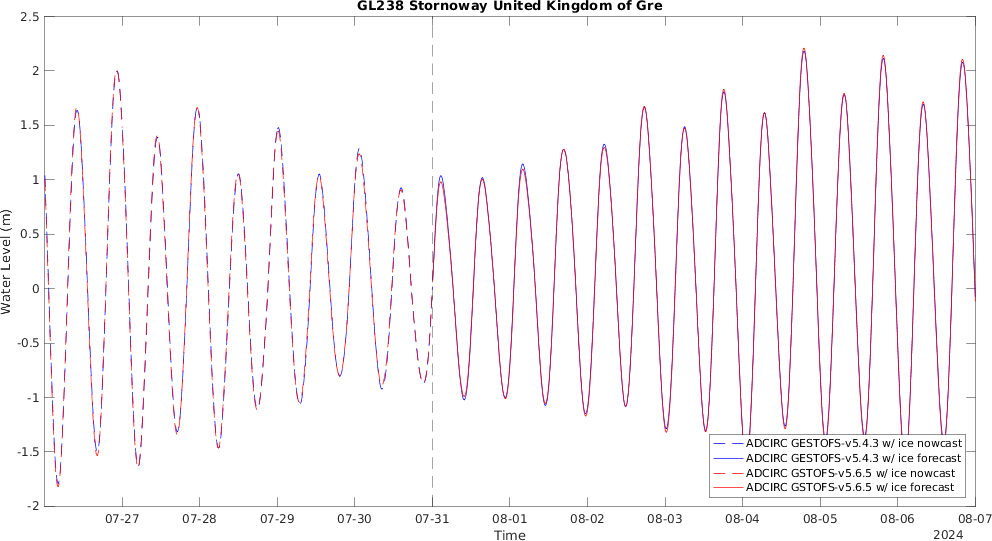 GL238 Stornoway United Kingdom of Gre
2.5
2
1.5
1
0.5
0
-0.5
-1
-1.5
-2
Water Level (m)
ADCIRC GESTOFS-v5.4.3 w/ ice nowcast
ADCIRC GESTOFS-v5.4.3 w/ ice forecast
ADCIRC GSTOFS-v5.6.5 w/ ice nowcast
ADCIRC GSTOFS-v5.6.5 w/ ice forecast
07-27 07-28 07-29 07-30 07-31 08-01 08-02 08-03 08-04 08-05 08-06 08-07
Time
2024